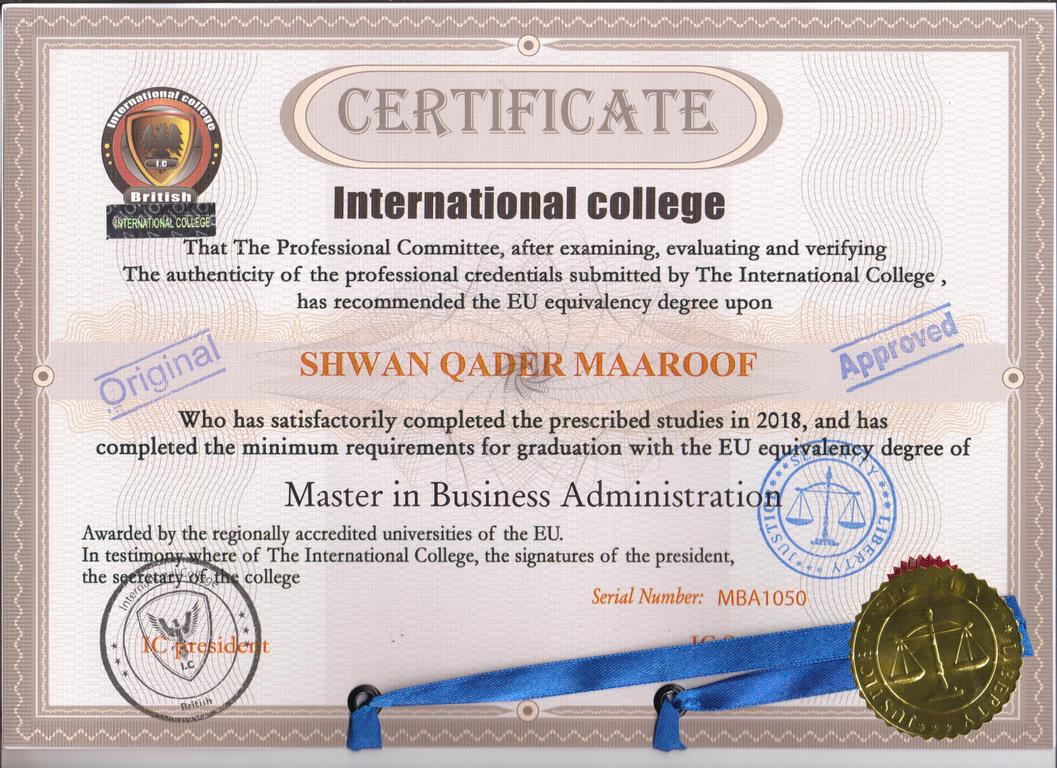 CERTIFICATE
International college
British
I.C
INTERNATIONAL COLLEGE
International college
That The Professional Committee, after examining, evaluating and verifying
The authenticity of the professional credentials submitted by The International College ,
has recommended the EU equivalency degree upon
Original
SHWAN QADER MAAROOF
Approved
Who has satisfactorily completed the prescribed studies in 2018, and has
completed the minimum requirements for graduation with the EU equivalency degree of
Master in Business Administration
SECURITY
JUSTICE
LIBERTY
Awarded by the regionally accredited universities of the EU.
In testimony where of The International College, the signatures of the president,
the secretary of the college
Serial Number: MBA1050
International College
I.C
British
IC president
IC
JUSTICE
LIBERTY